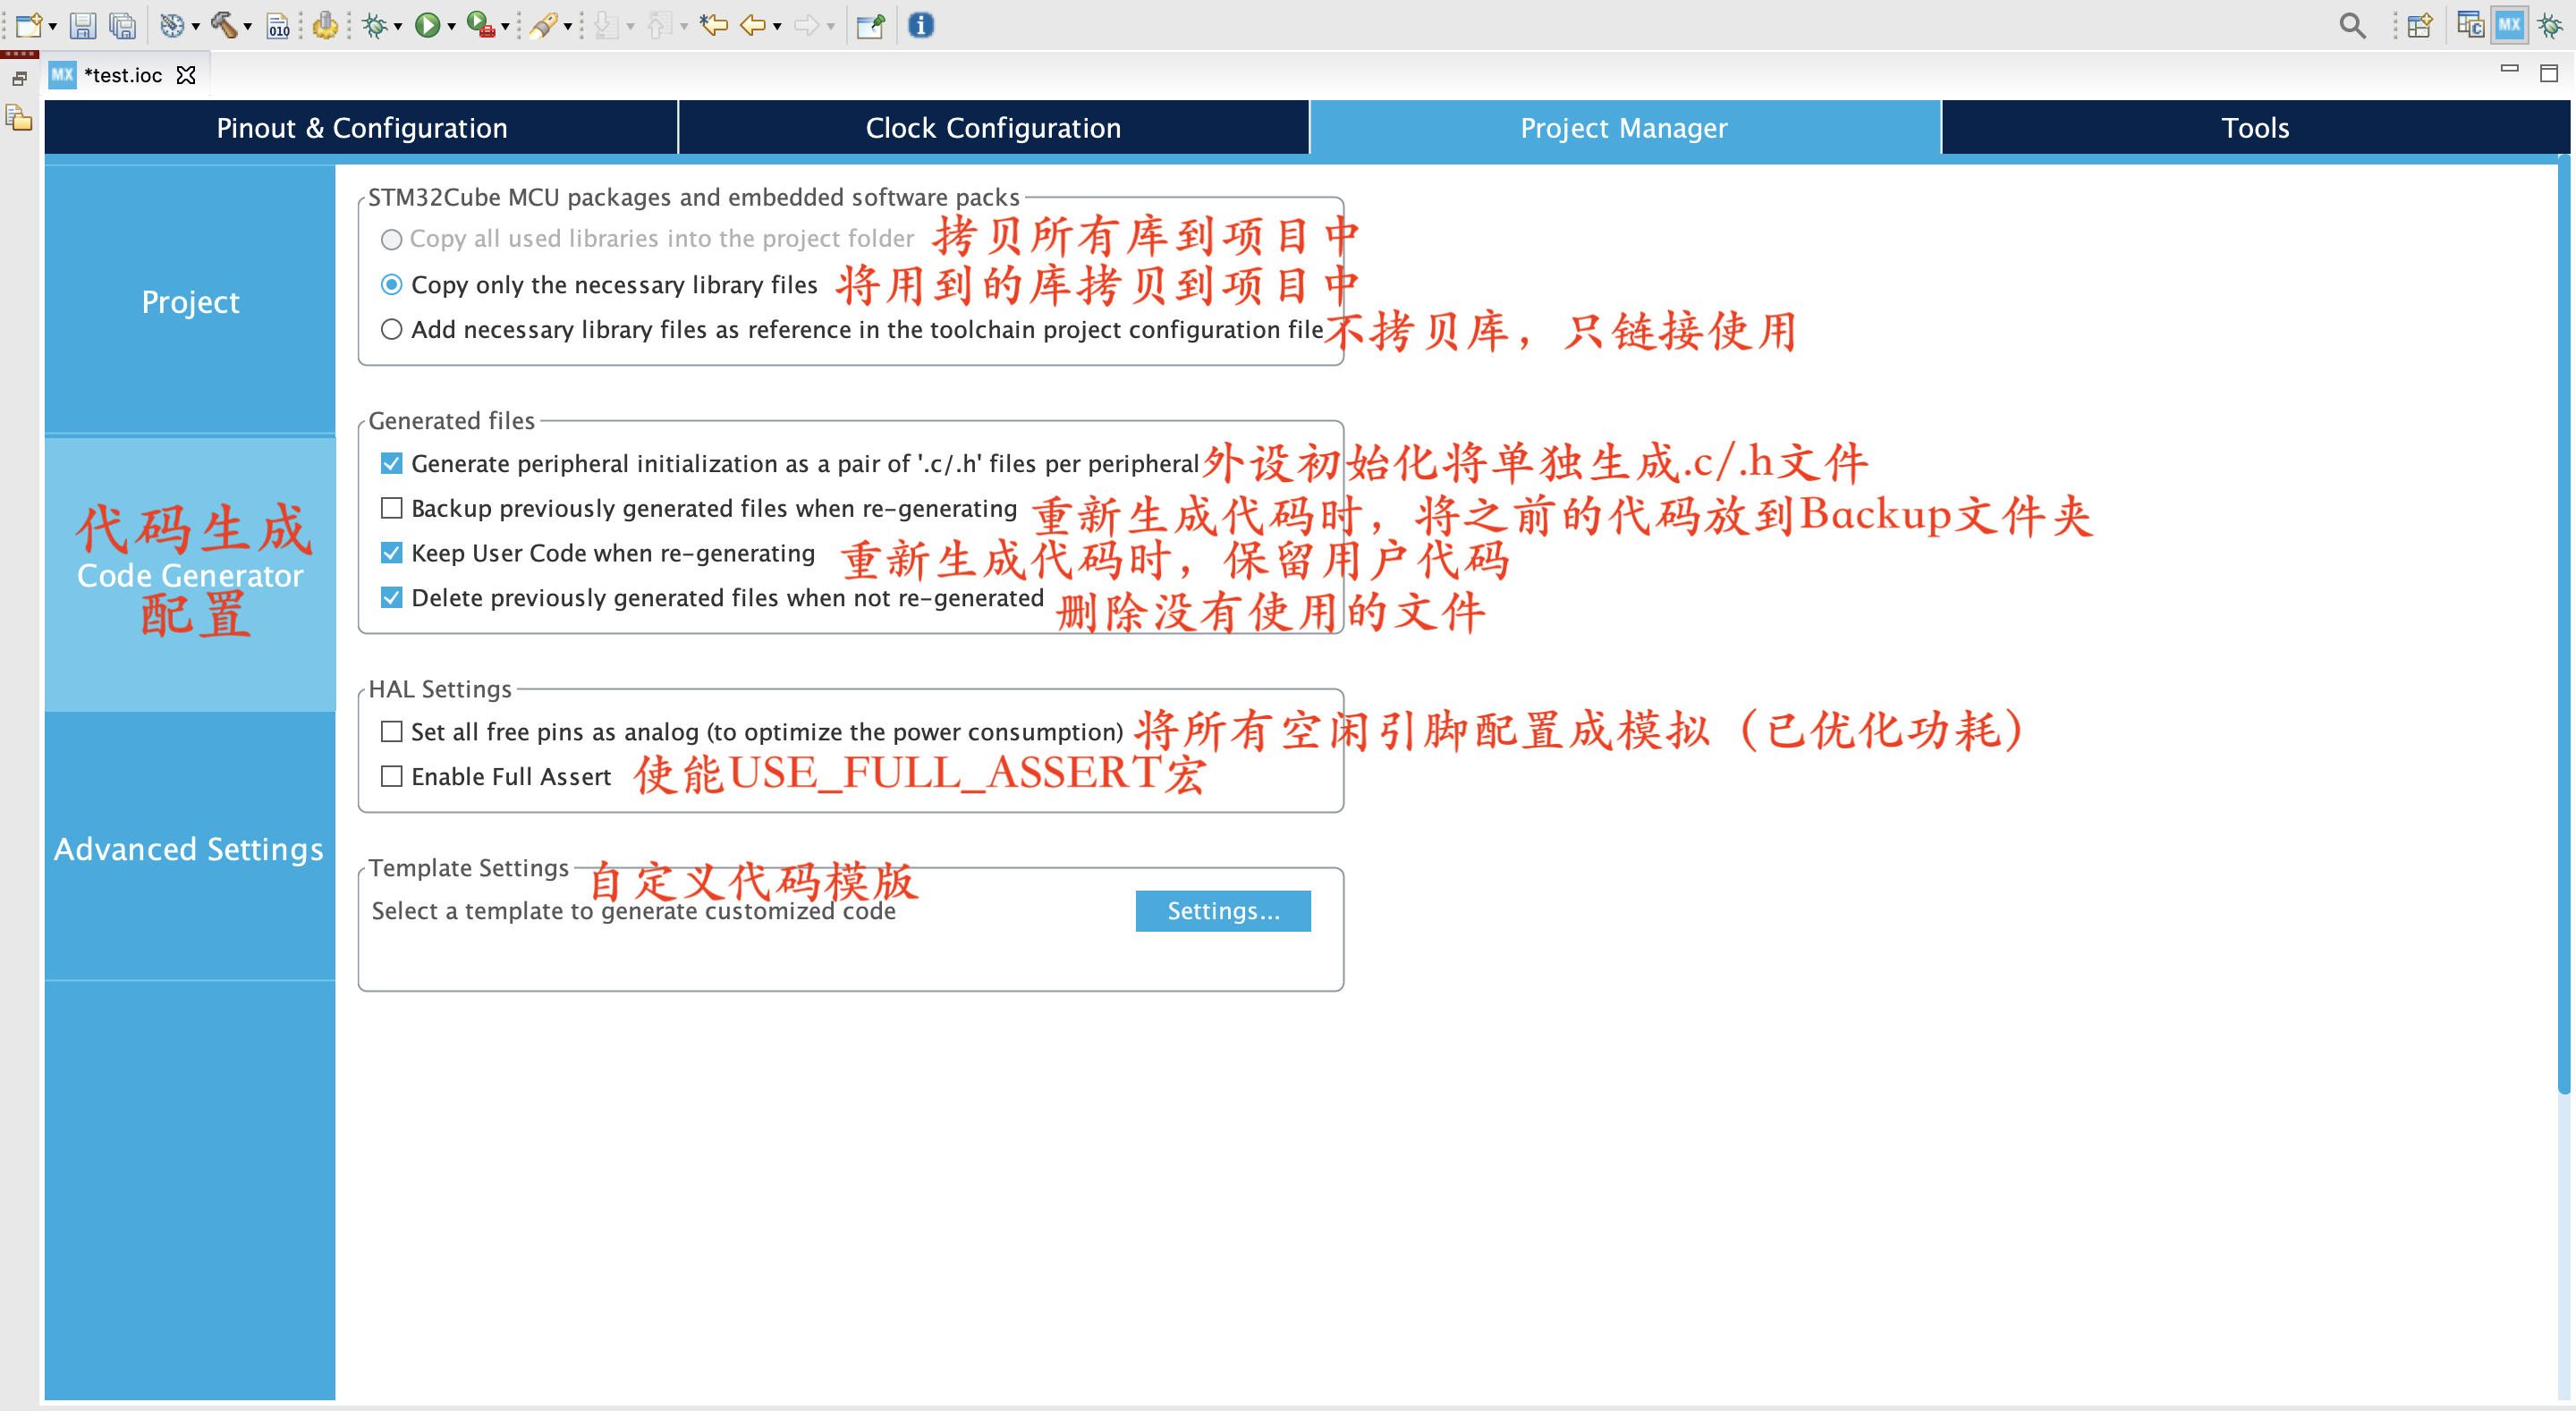 010
MX
MX *test.ioc
Pinout & Configuration
Clock Configuration
Project Manager
Tools
Project
代码生成
Code Generator
配置
Advanced Settings
STM32Cube MCU packages and embedded software packs
Copy all used libraries into the project folder 拷贝所有库到项目中
Copy only the necessary library files 将用到的库拷贝到项目中
Add necessary library files as reference in the toolchain project configuration file 不拷贝库，只链接使用
Generated files
Generate peripheral initialization as a pair of '.c/.h' files per peripheral 外设初始化将单独生成.c/.h文件
Backup previously generated files when re-generating 重新生成代码时，将之前的代码放到Backup文件夹
Keep User Code when re-generating 重新生成代码时，保留用户代码
Delete previously generated files when not re-generated 删除没有使用的文件
HAL Settings
Set all free pins as analog (to optimize the power consumption) 将所有空闲引脚配置成模拟（已优化功耗）
Enable Full Assert 使能USE_FULL_ASSERT宏
Template Settings 自定义代码模版
Select a template to generate customized code
Settings...